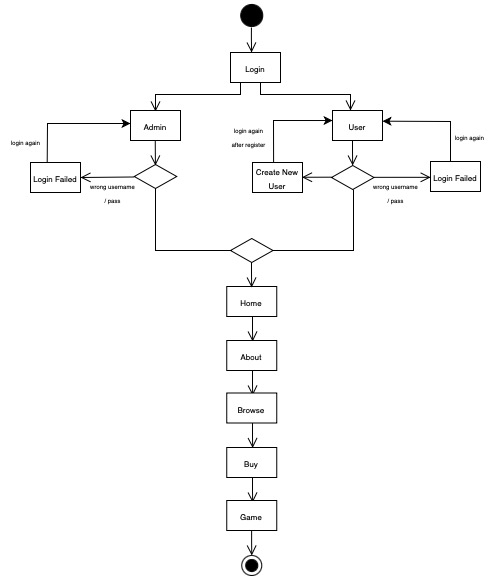 Login
Admin
User
login again
login again
after register
login again
Login Failed
wrong username
/ pass
Create New
User
wrong username
/ pass
Login Failed
Home
About
Browse
Buy
Game